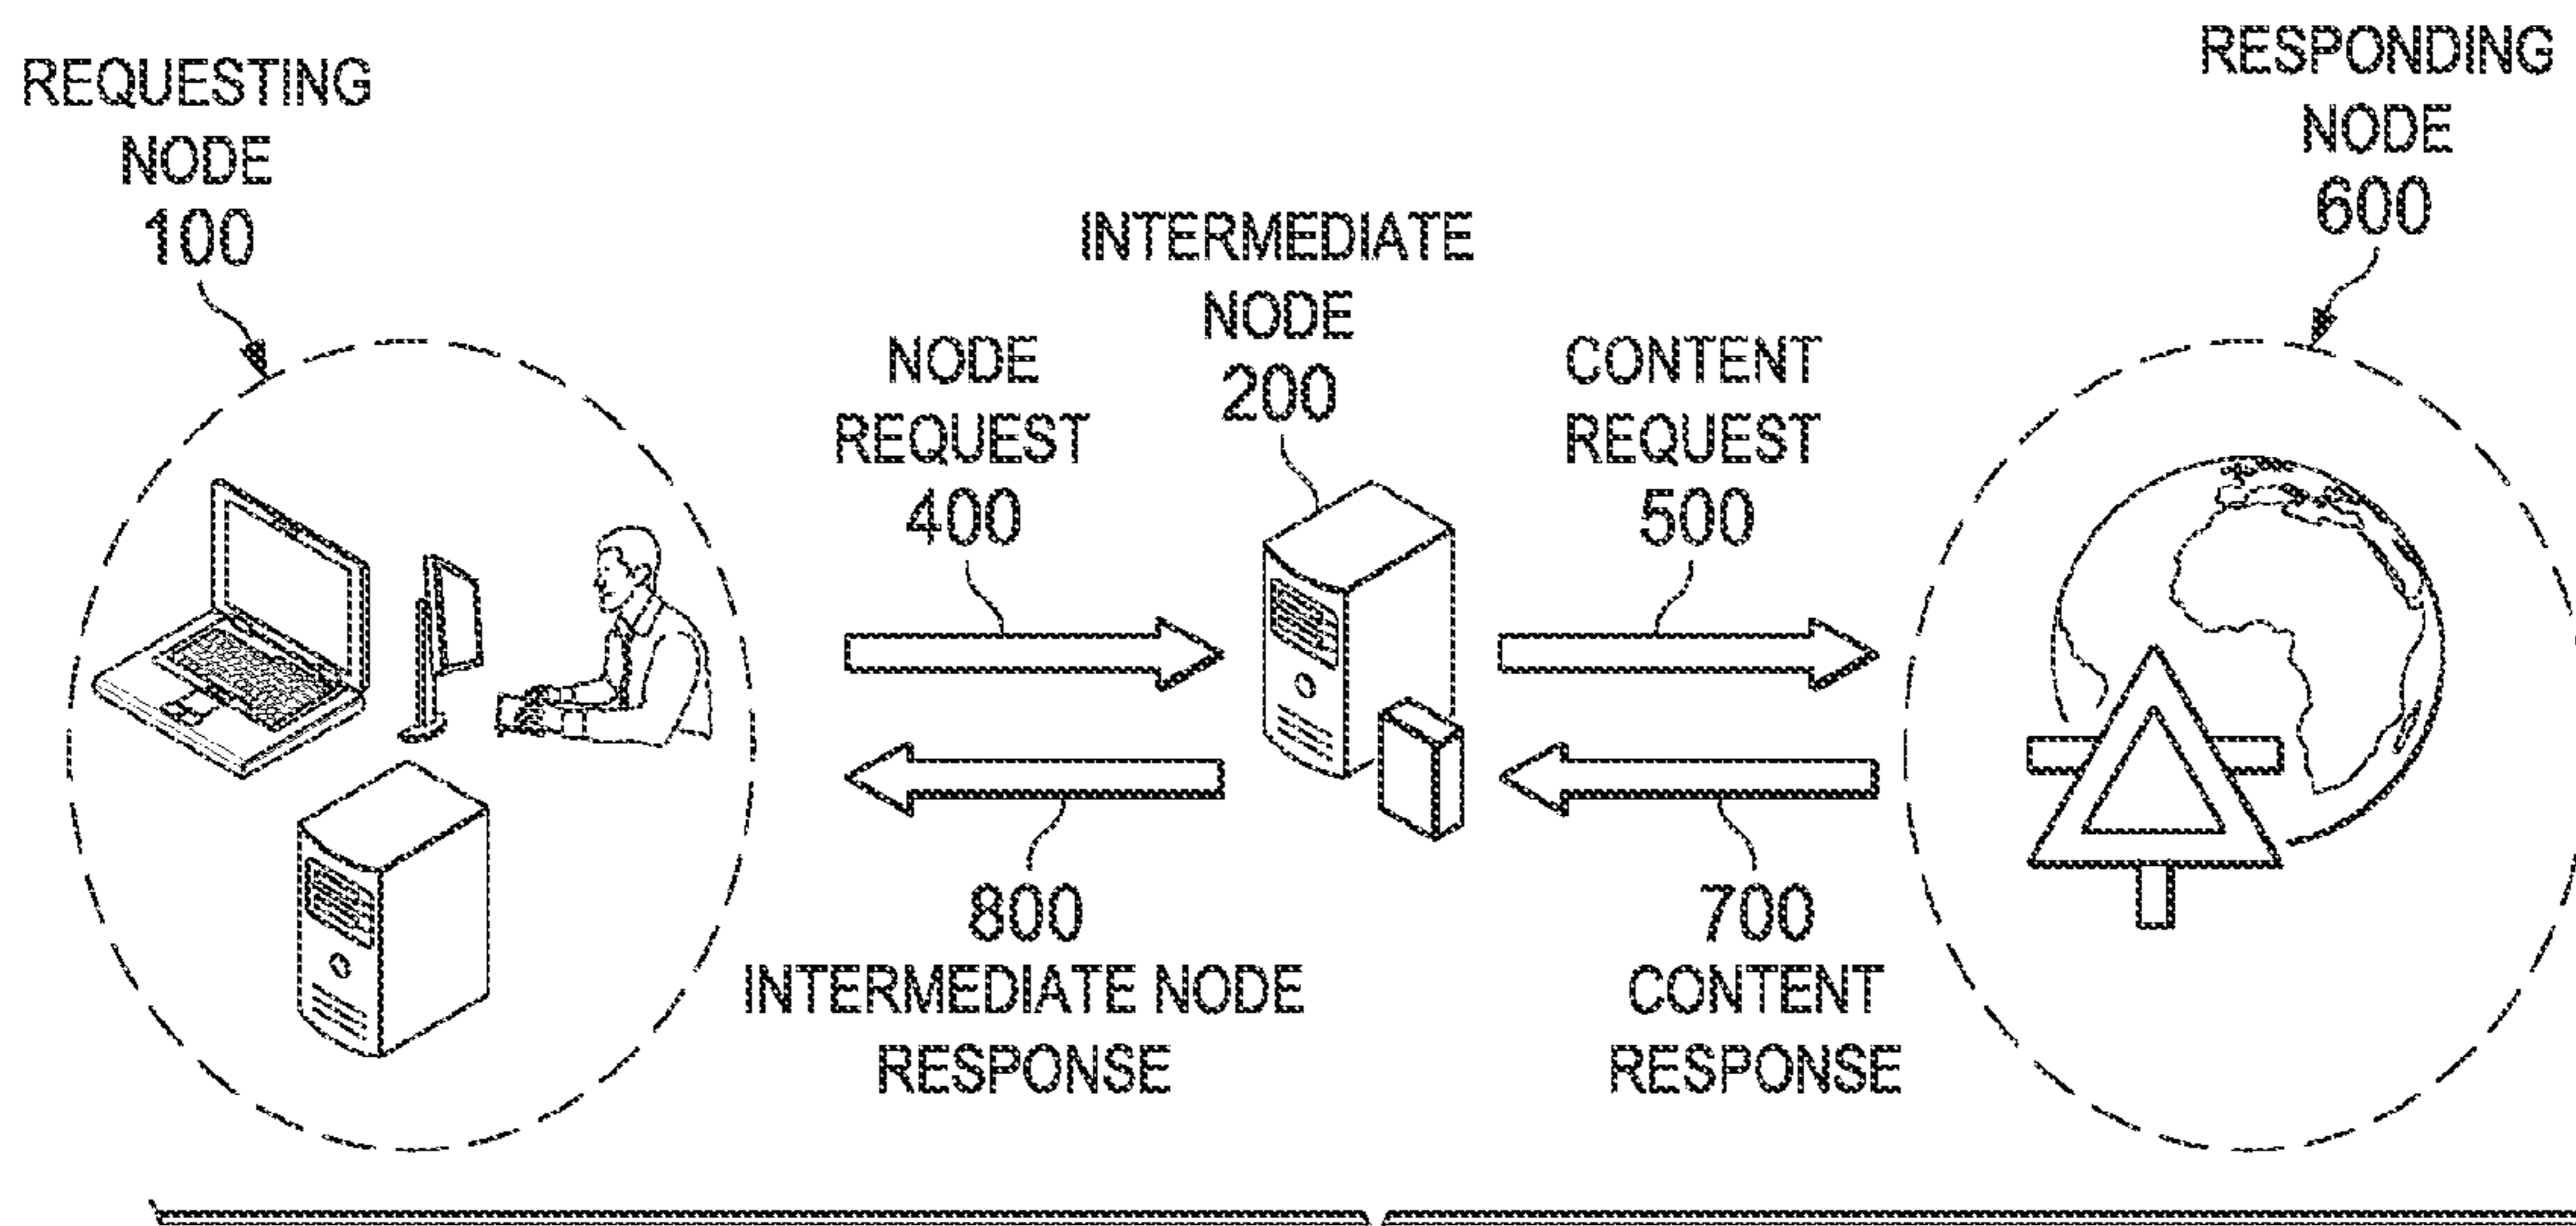 REQUESTING
NODE
100
INTERMEDIATE
NODE
200
RESPONDING
NODE
600
NODE
REQUEST
400
CONTENT
REQUEST
500
800
INTERMEDIATE NODE
RESPONSE
700
CONTENT
RESPONSE